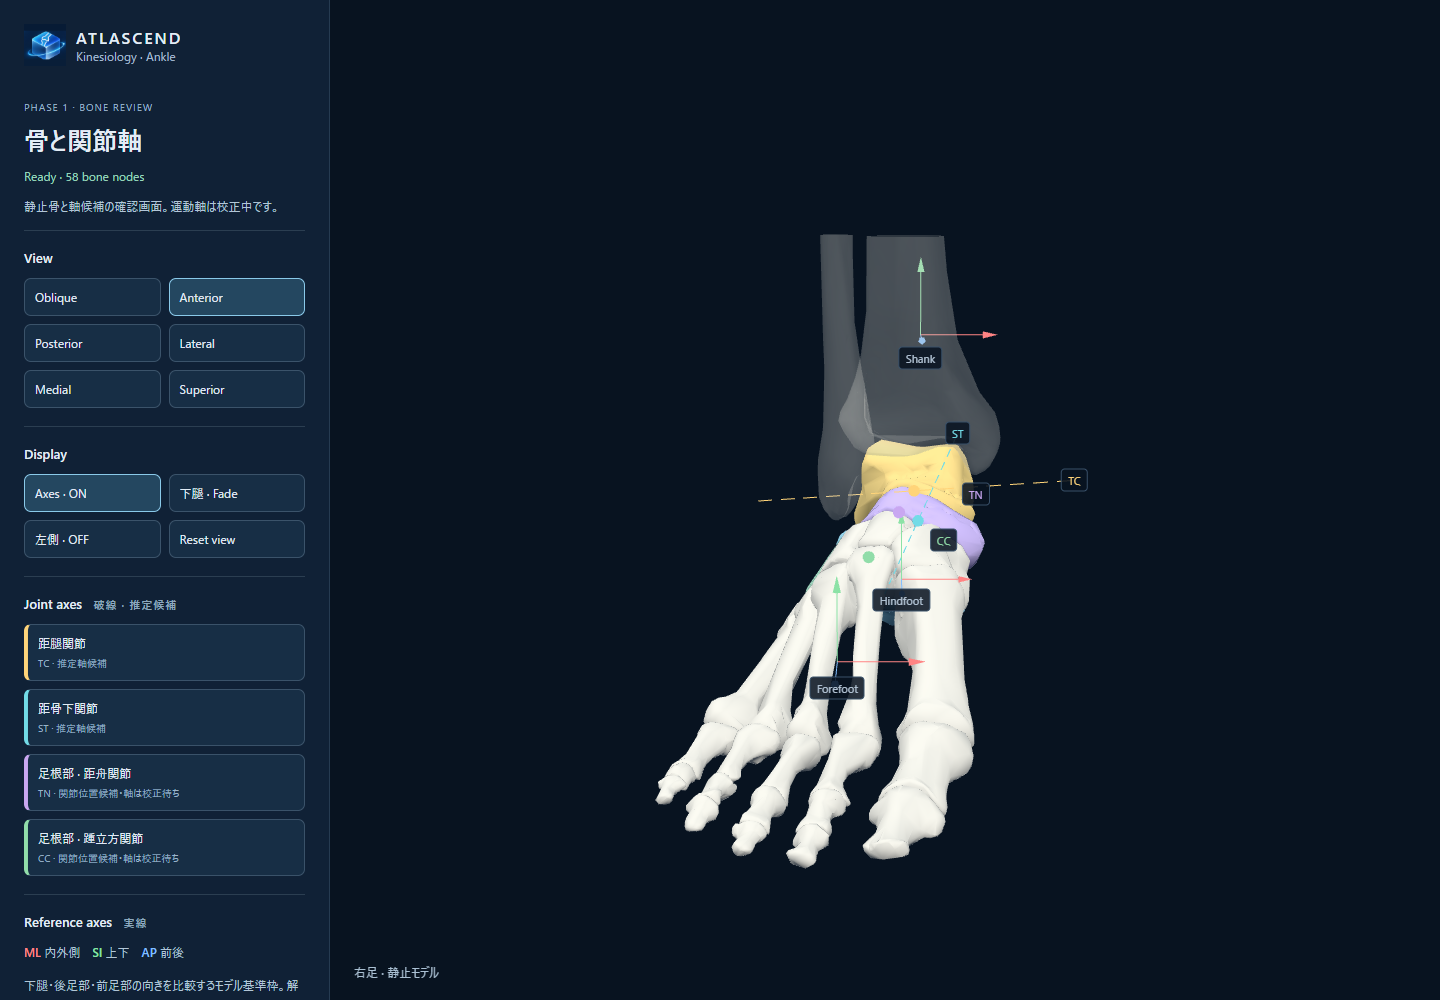 ATLASCEND
Kinesiology · Ankle
PHASE 1 · BONE REVIEW
骨と関節軸
Ready · 58 bone nodes
静止骨と軸候補の確認画面。運動軸は校正中です。
View
Oblique
Anterior
Posterior
Lateral
Medial
Superior
Display
Axes · ON
下腿 · Fade
左側 · OFF
Reset view
Joint axes 破線 · 推定候補
距腿関節
TC · 推定軸候補
距骨下関節
ST · 推定軸候補
足根部 · 距舟関節
TN · 関節位置候補・軸は校正待ち
足根部 · 踵立方関節
CC · 関節位置候補・軸は校正待ち
Reference axes 実線
ML 内外側 SI 上下 AP 前後
下腿・後足部・前足部の向きを比較するモデル基準枠。解
Shank
ST
TC
TN
CC
Hindfoot
Forefoot
右足 · 静止モデル